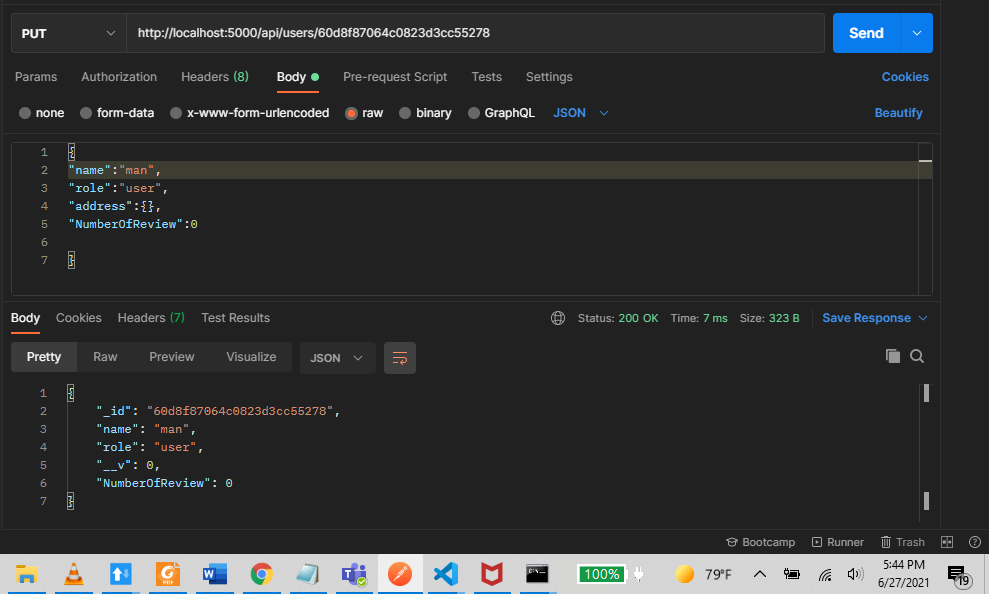 PUT http://localhost:5000/api/users/60d8f87064c0823d3cc55278 Send
Params Authorization Headers (8) Body Pre-request Script Tests Settings Cookies
none form-data x-www-form-urlencoded raw binary GraphQL JSON Beautify
1 {
2 "name":"man",
3 "role":"user",
4 "address":{},
5 "NumberOfReview":0
6
7 }
Body Cookies Headers (7) Test Results Status: 200 OK Time: 7 ms Size: 323 B Save Response
Pretty Raw Preview Visualize JSON
1 {
2 "_id": "60d8f87064c0823d3cc55278",
3 "name": "man",
4 "role": "user",
5 "__v": 0,
6 "NumberOfReview": 0
7 }
Bootcamp Runner Trash
100% 79°F 5:44 PM
6/27/2021 19